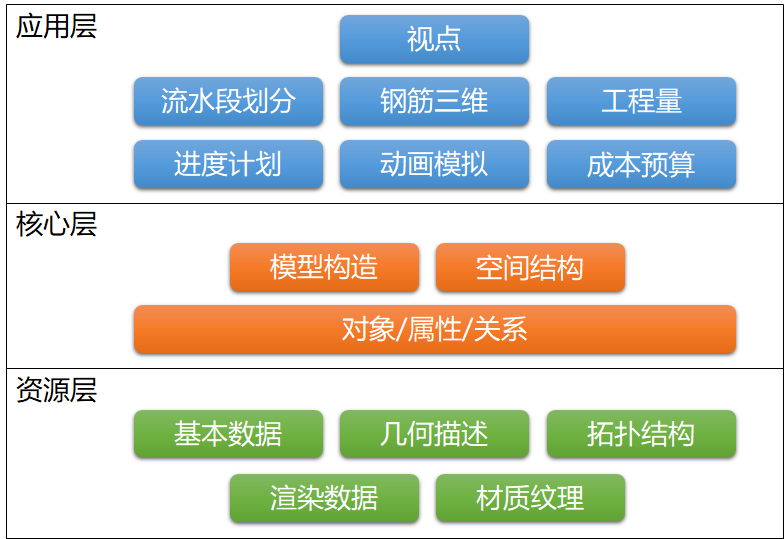 应用层
视点
流水段划分 钢筋三维 工程量
进度计划 动画模拟 成本预算
核心层
模型构造 空间结构
对象/属性/关系
资源层
基本数据 几何描述 拓扑结构
渲染数据 材质纹理